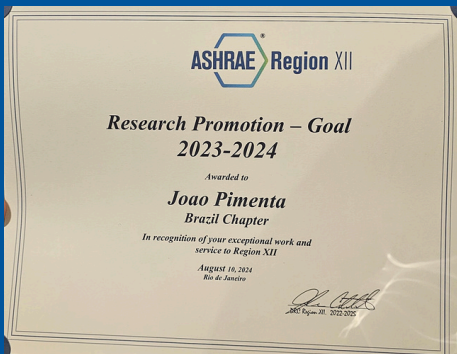 ASHRAE® Region XII
Research Promotion – Goal
2023-2024
Awarded to
Joao Pimenta
Brazil Chapter
In recognition of your exceptional work and
service to Region XII
August 10, 2024
Rio de Janeiro
Region XII 2022-2025